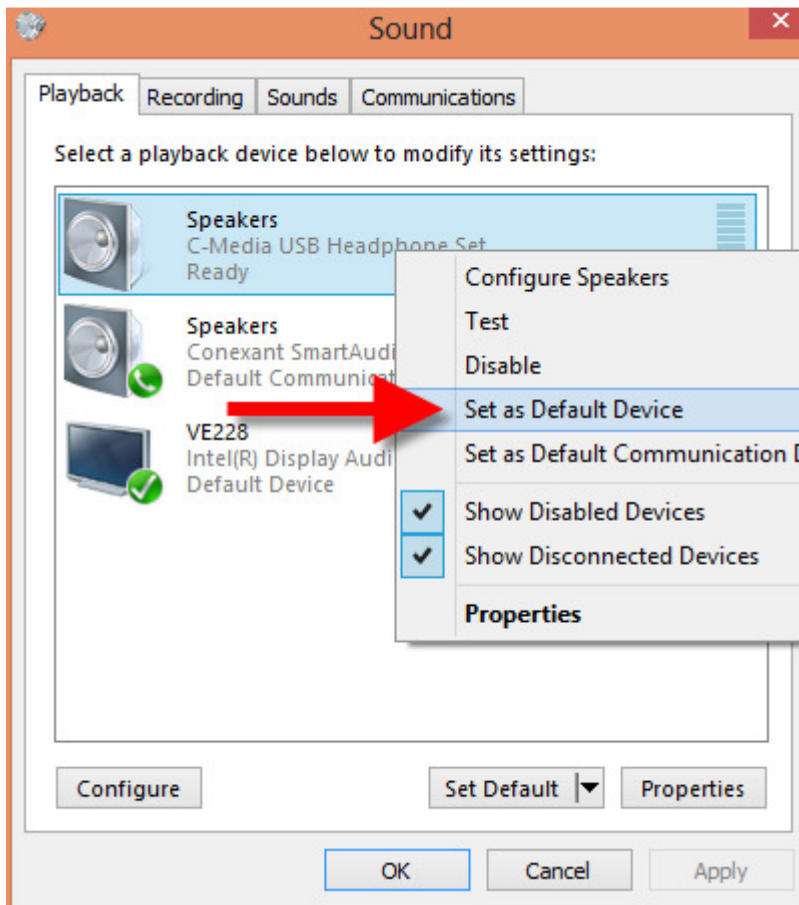 Sound
Playback Recording Sounds Communications
Select a playback device below to modify its settings:
Speakers
C-Media USB Headphone Set
Ready
Speakers
Conexant SmartAudi
Default Communicat
VE228
Intel(R) Display Audi
Default Device
Configure Speakers
Test
Disable
Set as Default Device
Set as Default Communication D
Show Disabled Devices
Show Disconnected Devices
Properties
Configure Set Default Properties
OK Cancel Apply